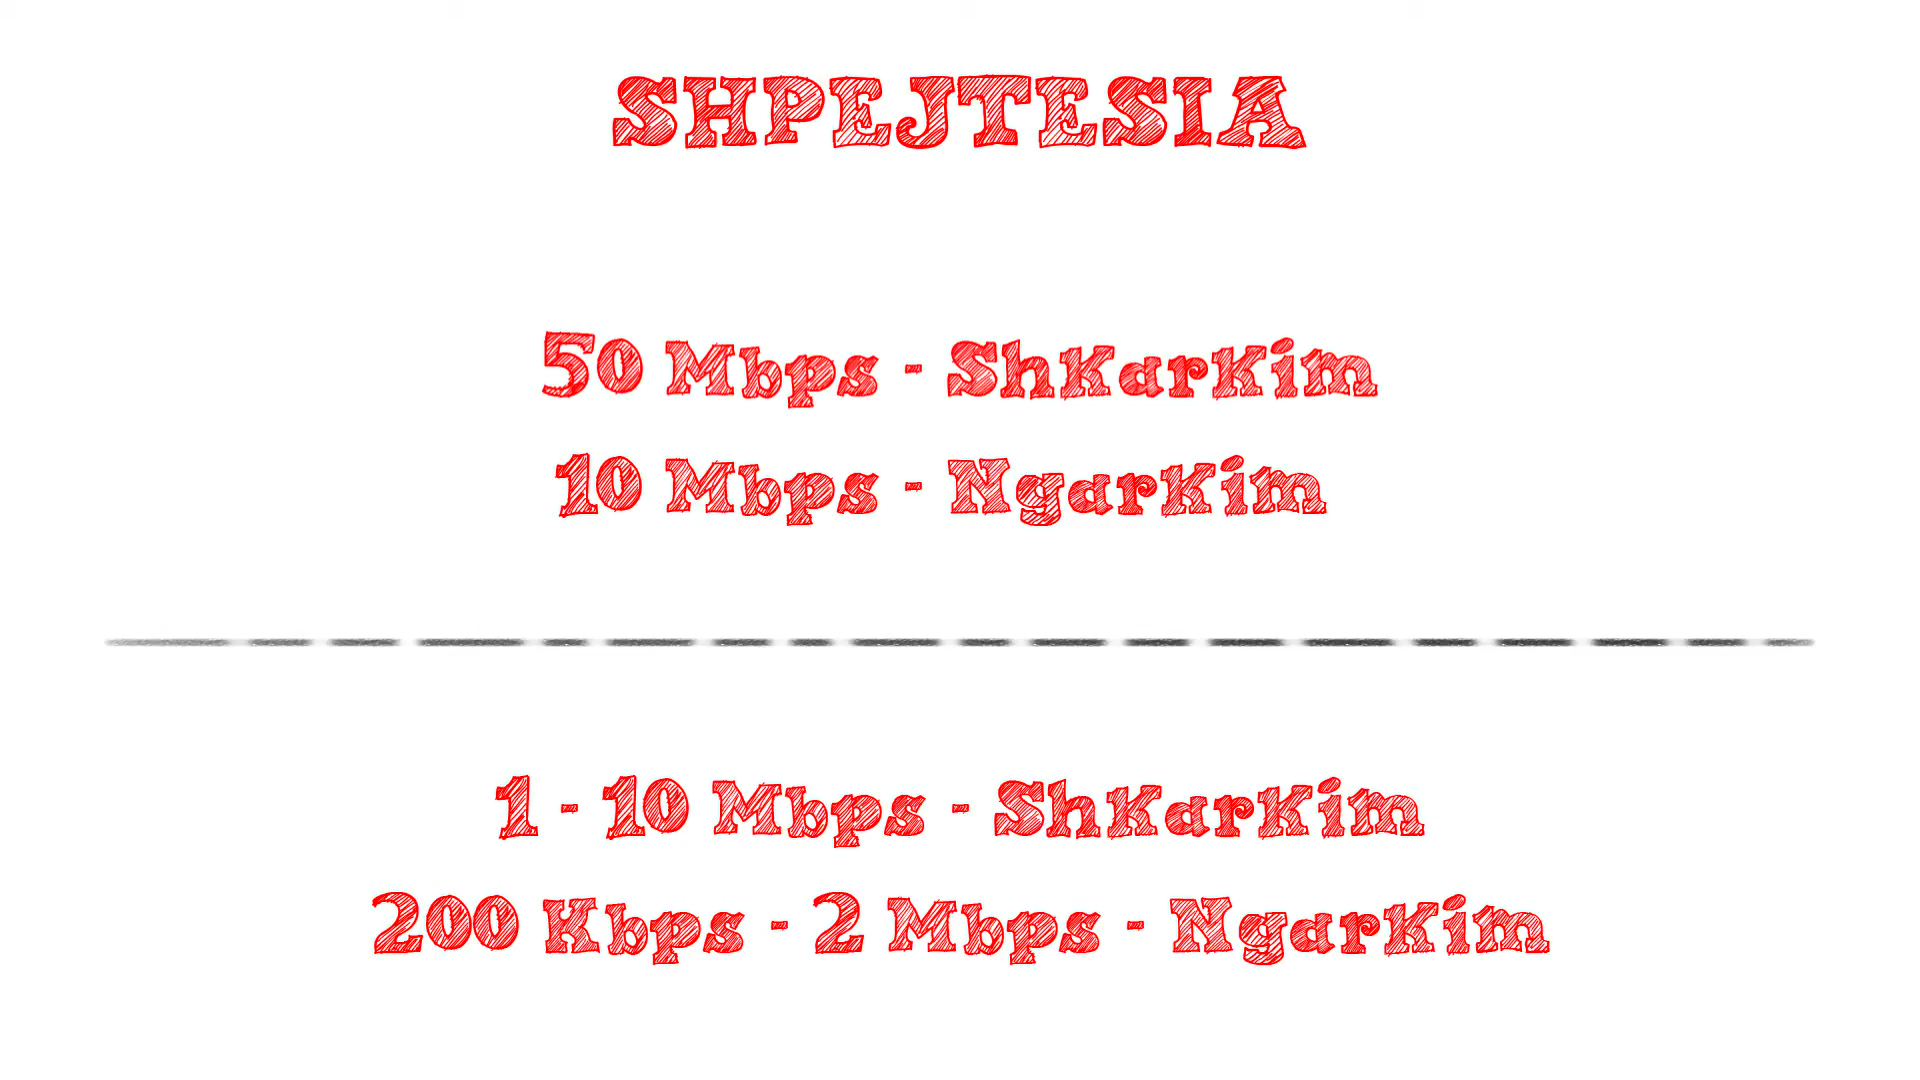 SHPEJTESIA
50 Mbps - Shkarkim
10 Mbps - Ngarkim
1 - 10 Mbps - Shkarkim
200 Kbps - 2 Mbps - Ngarkim